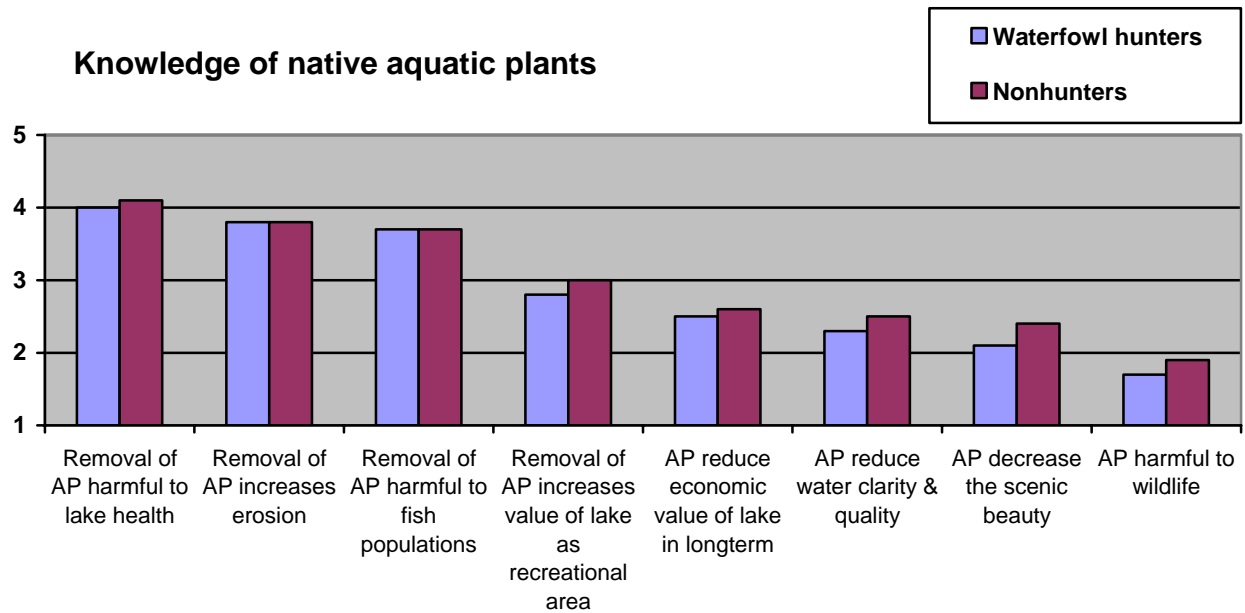 Knowledge of native aquatic plants
Waterfowl hunters
Nonhunters
5
4
3
2
1
Removal of
AP harmful to
lake health
Removal of
AP increases
erosion
Removal of
AP harmful to
fish
populations
Removal of
AP increases
value of lake
as
recreational
area
AP reduce
economic
value of lake
in longterm
AP reduce
water clarity &
quality
AP decrease
the scenic
beauty
AP harmful to
wildlife